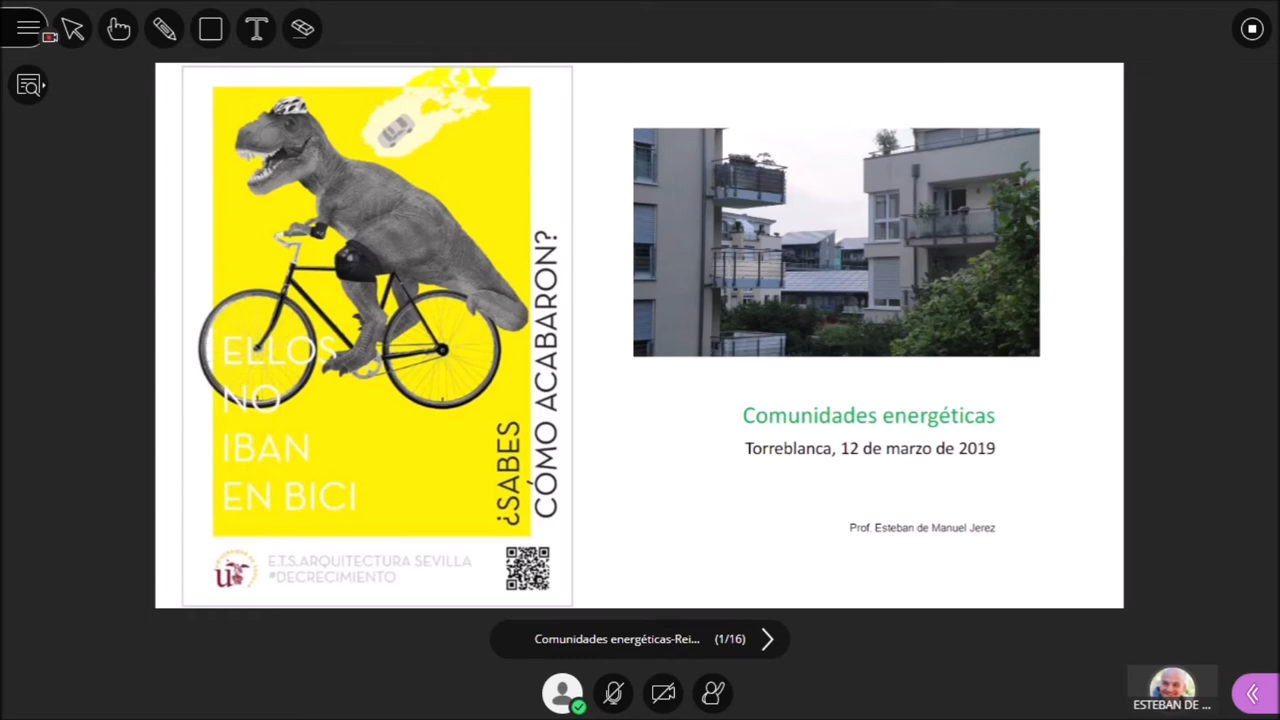 ELLOS
NO
IBAN
EN BICI
¿SABES
CÓMO ACABARON?
E.T.S.ARQUITECTURA SEVILLA
#DECRECIMIENTO
Comunidades energéticas
Torreblanca, 12 de marzo de 2019
Prof. Esteban de Manuel Jerez
Comunidades energéticas-Rei... (1/16)
ESTEBAN DE ...